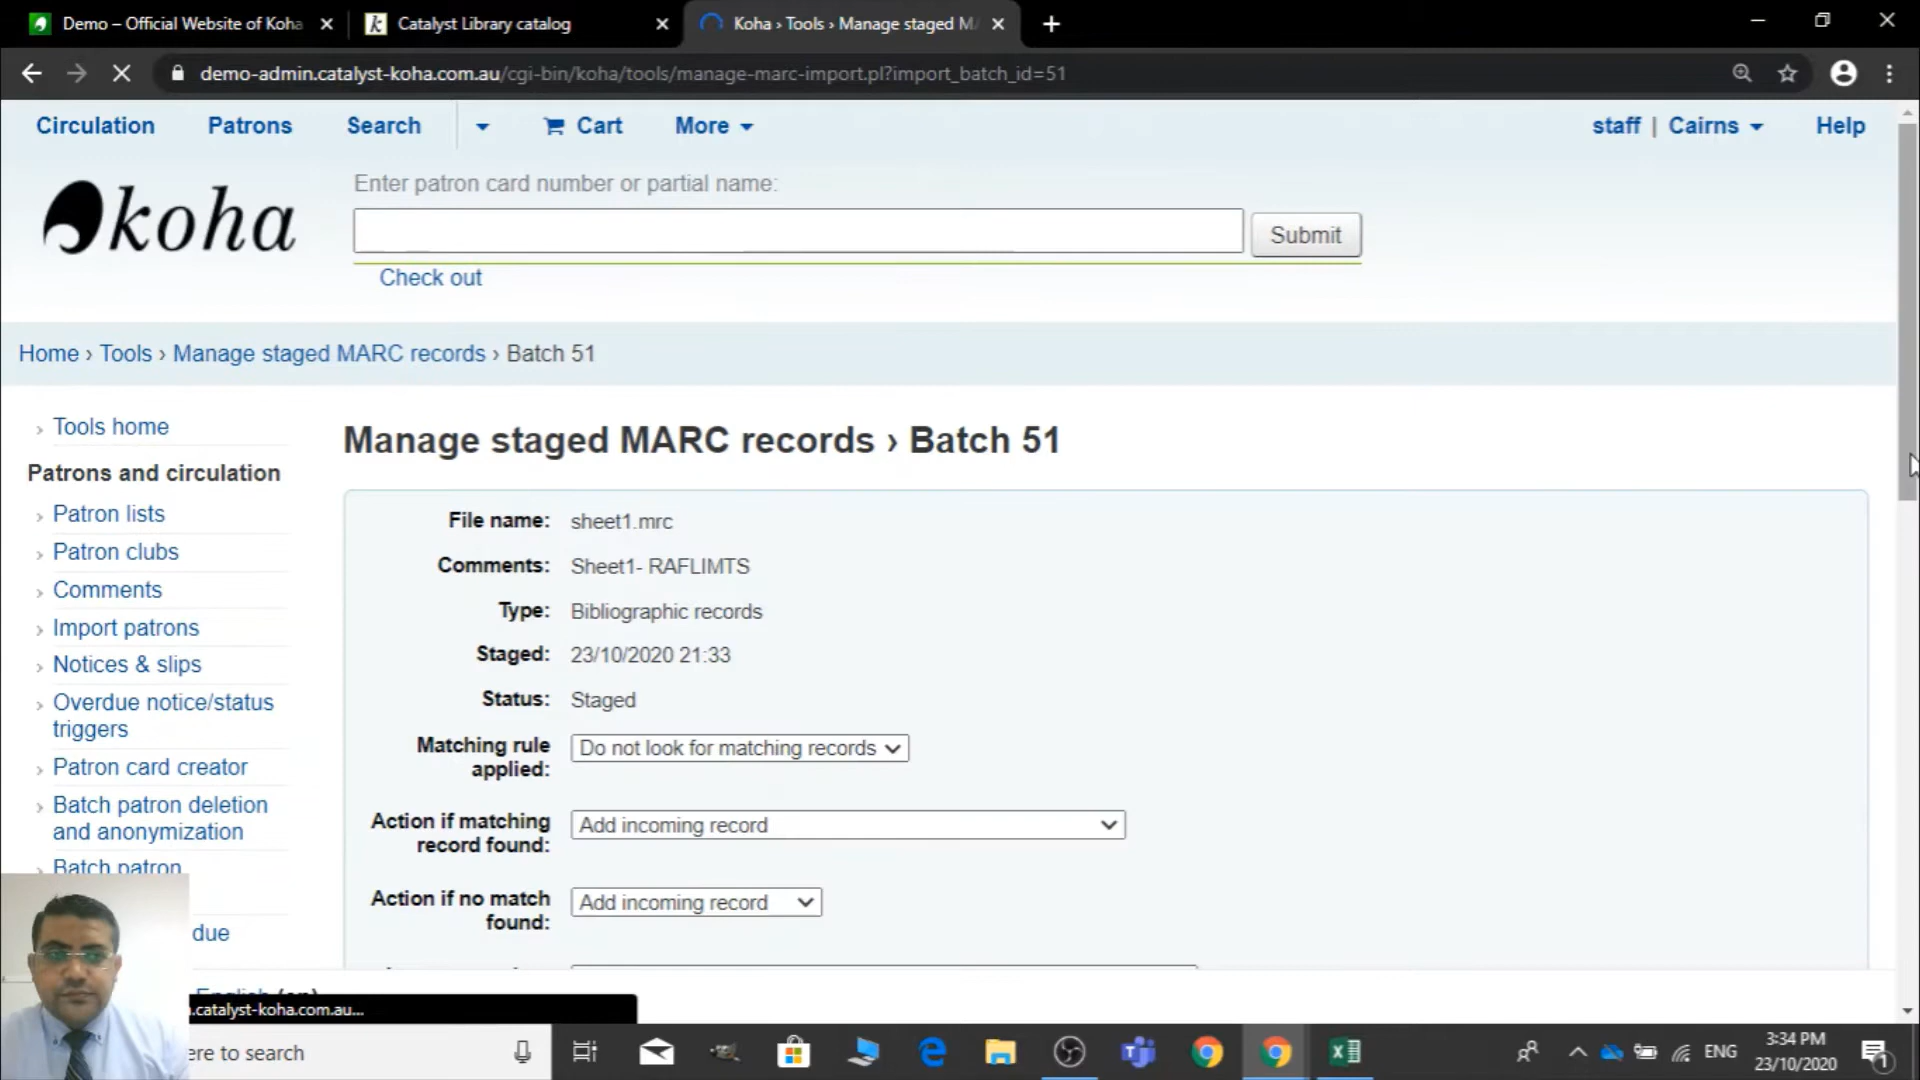 Demo – Official Website of Koha
Catalyst Library catalog
Koha › Tools › Manage staged M
demo-admin.catalyst-koha.com.au/cgi-bin/koha/tools/manage-marc-import.pl?import_batch_id=51
Circulation Patrons Search Cart More staff | Cairns Help
Enter patron card number or partial name:
koha
Submit
Check out
Home › Tools › Manage staged MARC records › Batch 51
Tools home
Patrons and circulation
Patron lists
Patron clubs
Comments
Import patrons
Notices & slips
Overdue notice/status
triggers
Patron card creator
Batch patron deletion
and anonymization
Batch patron
due
Manage staged MARC records › Batch 51
File name: sheet1.mrc
Comments: Sheet1- RAFLIMTS
Type: Bibliographic records
Staged: 23/10/2020 21:33
Status: Staged
Matching rule
applied: Do not look for matching records
Action if matching
record found: Add incoming record
Action if no match
found: Add incoming record
.catalyst-koha.com.au...
ere to search
ENG
3:34 PM
23/10/2020
1